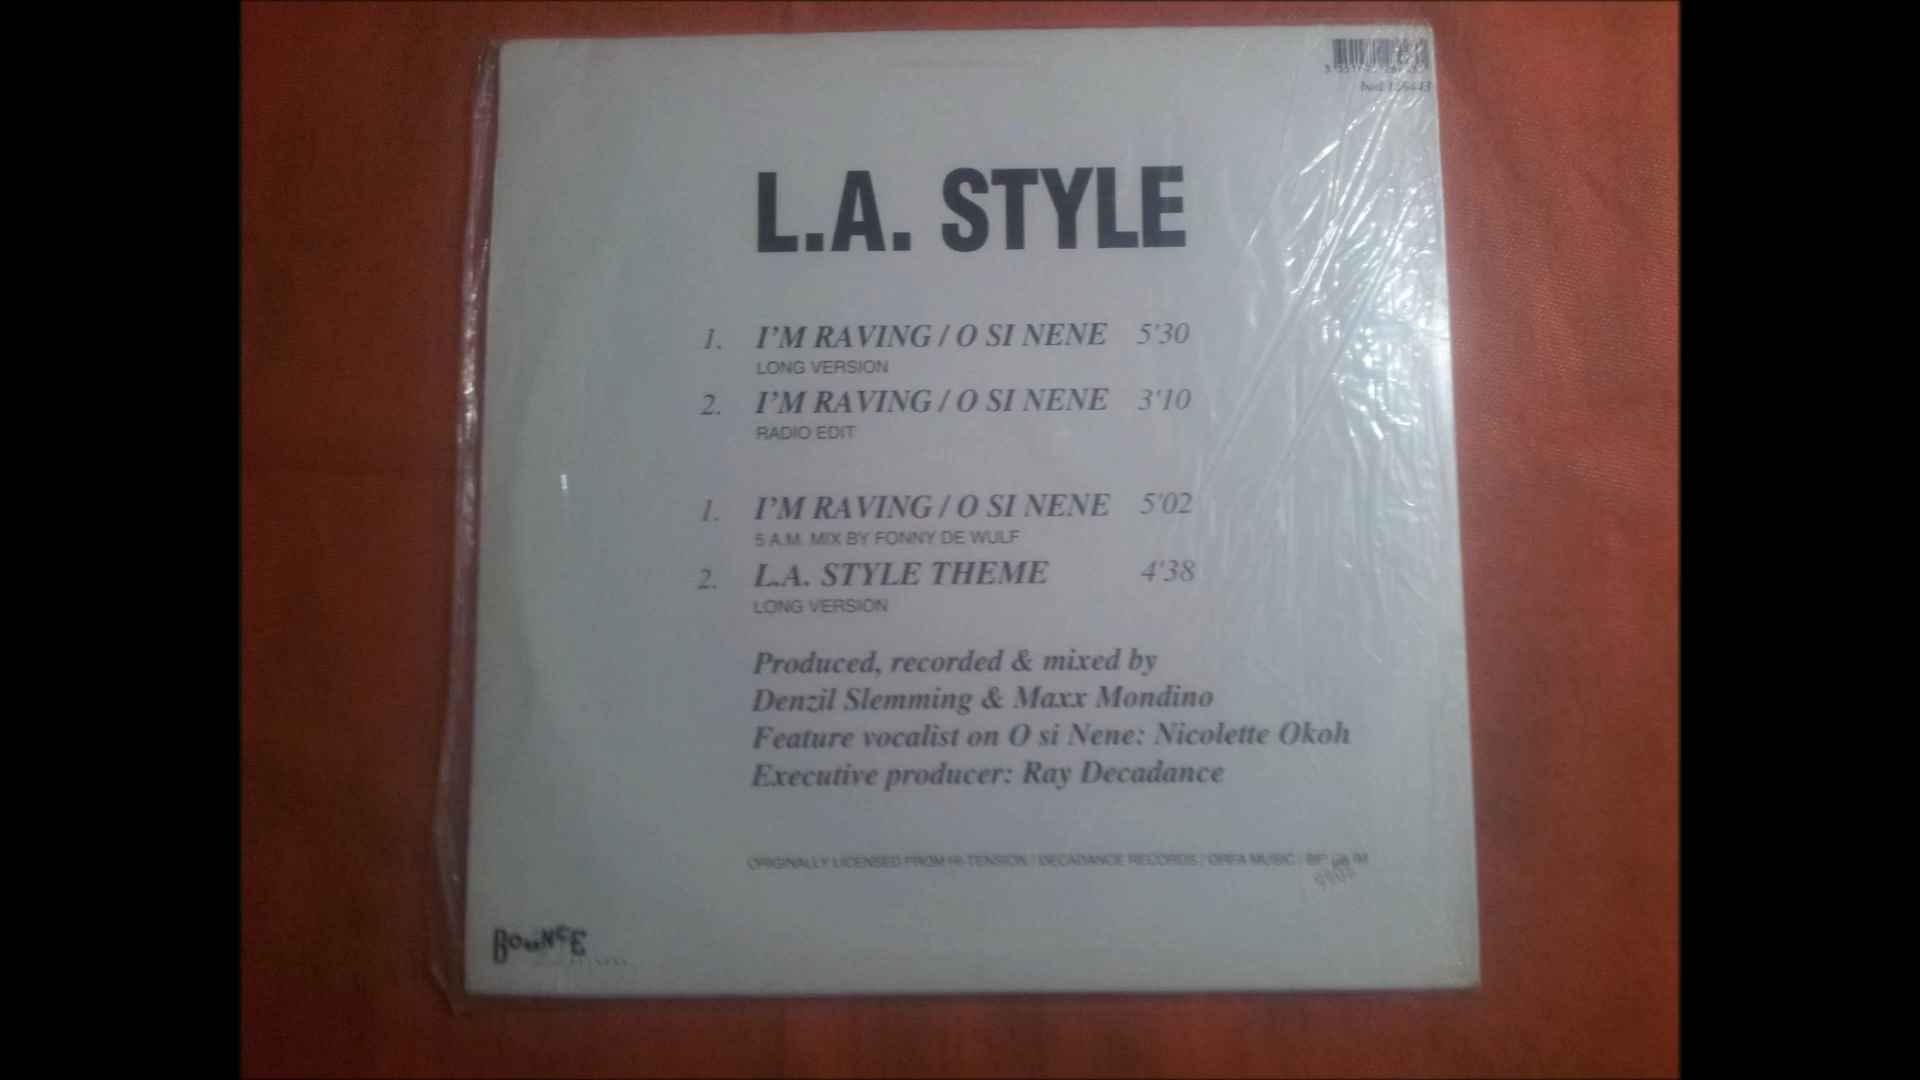 L.A. STYLE
1. I'M RAVING / O SI NENE 5'30
LONG VERSION
2. I'M RAVING / O SI NENE 3'10
RADIO EDIT
1. I'M RAVING / O SI NENE 5'02
5 A.M. MIX BY FONNY DE WULF
2. L.A. STYLE THEME 4'38
LONG VERSION
Produced, recorded & mixed by
Denzil Slemming & Maxx Mondino
Feature vocalist on O si Nene: Nicolette Okoh
Executive producer: Ray Decadance
ORIGINALLY LICENSED FROM HI-TENSION / DECADANCE RECORDS / ORFA MUSIC /
BOUNCE